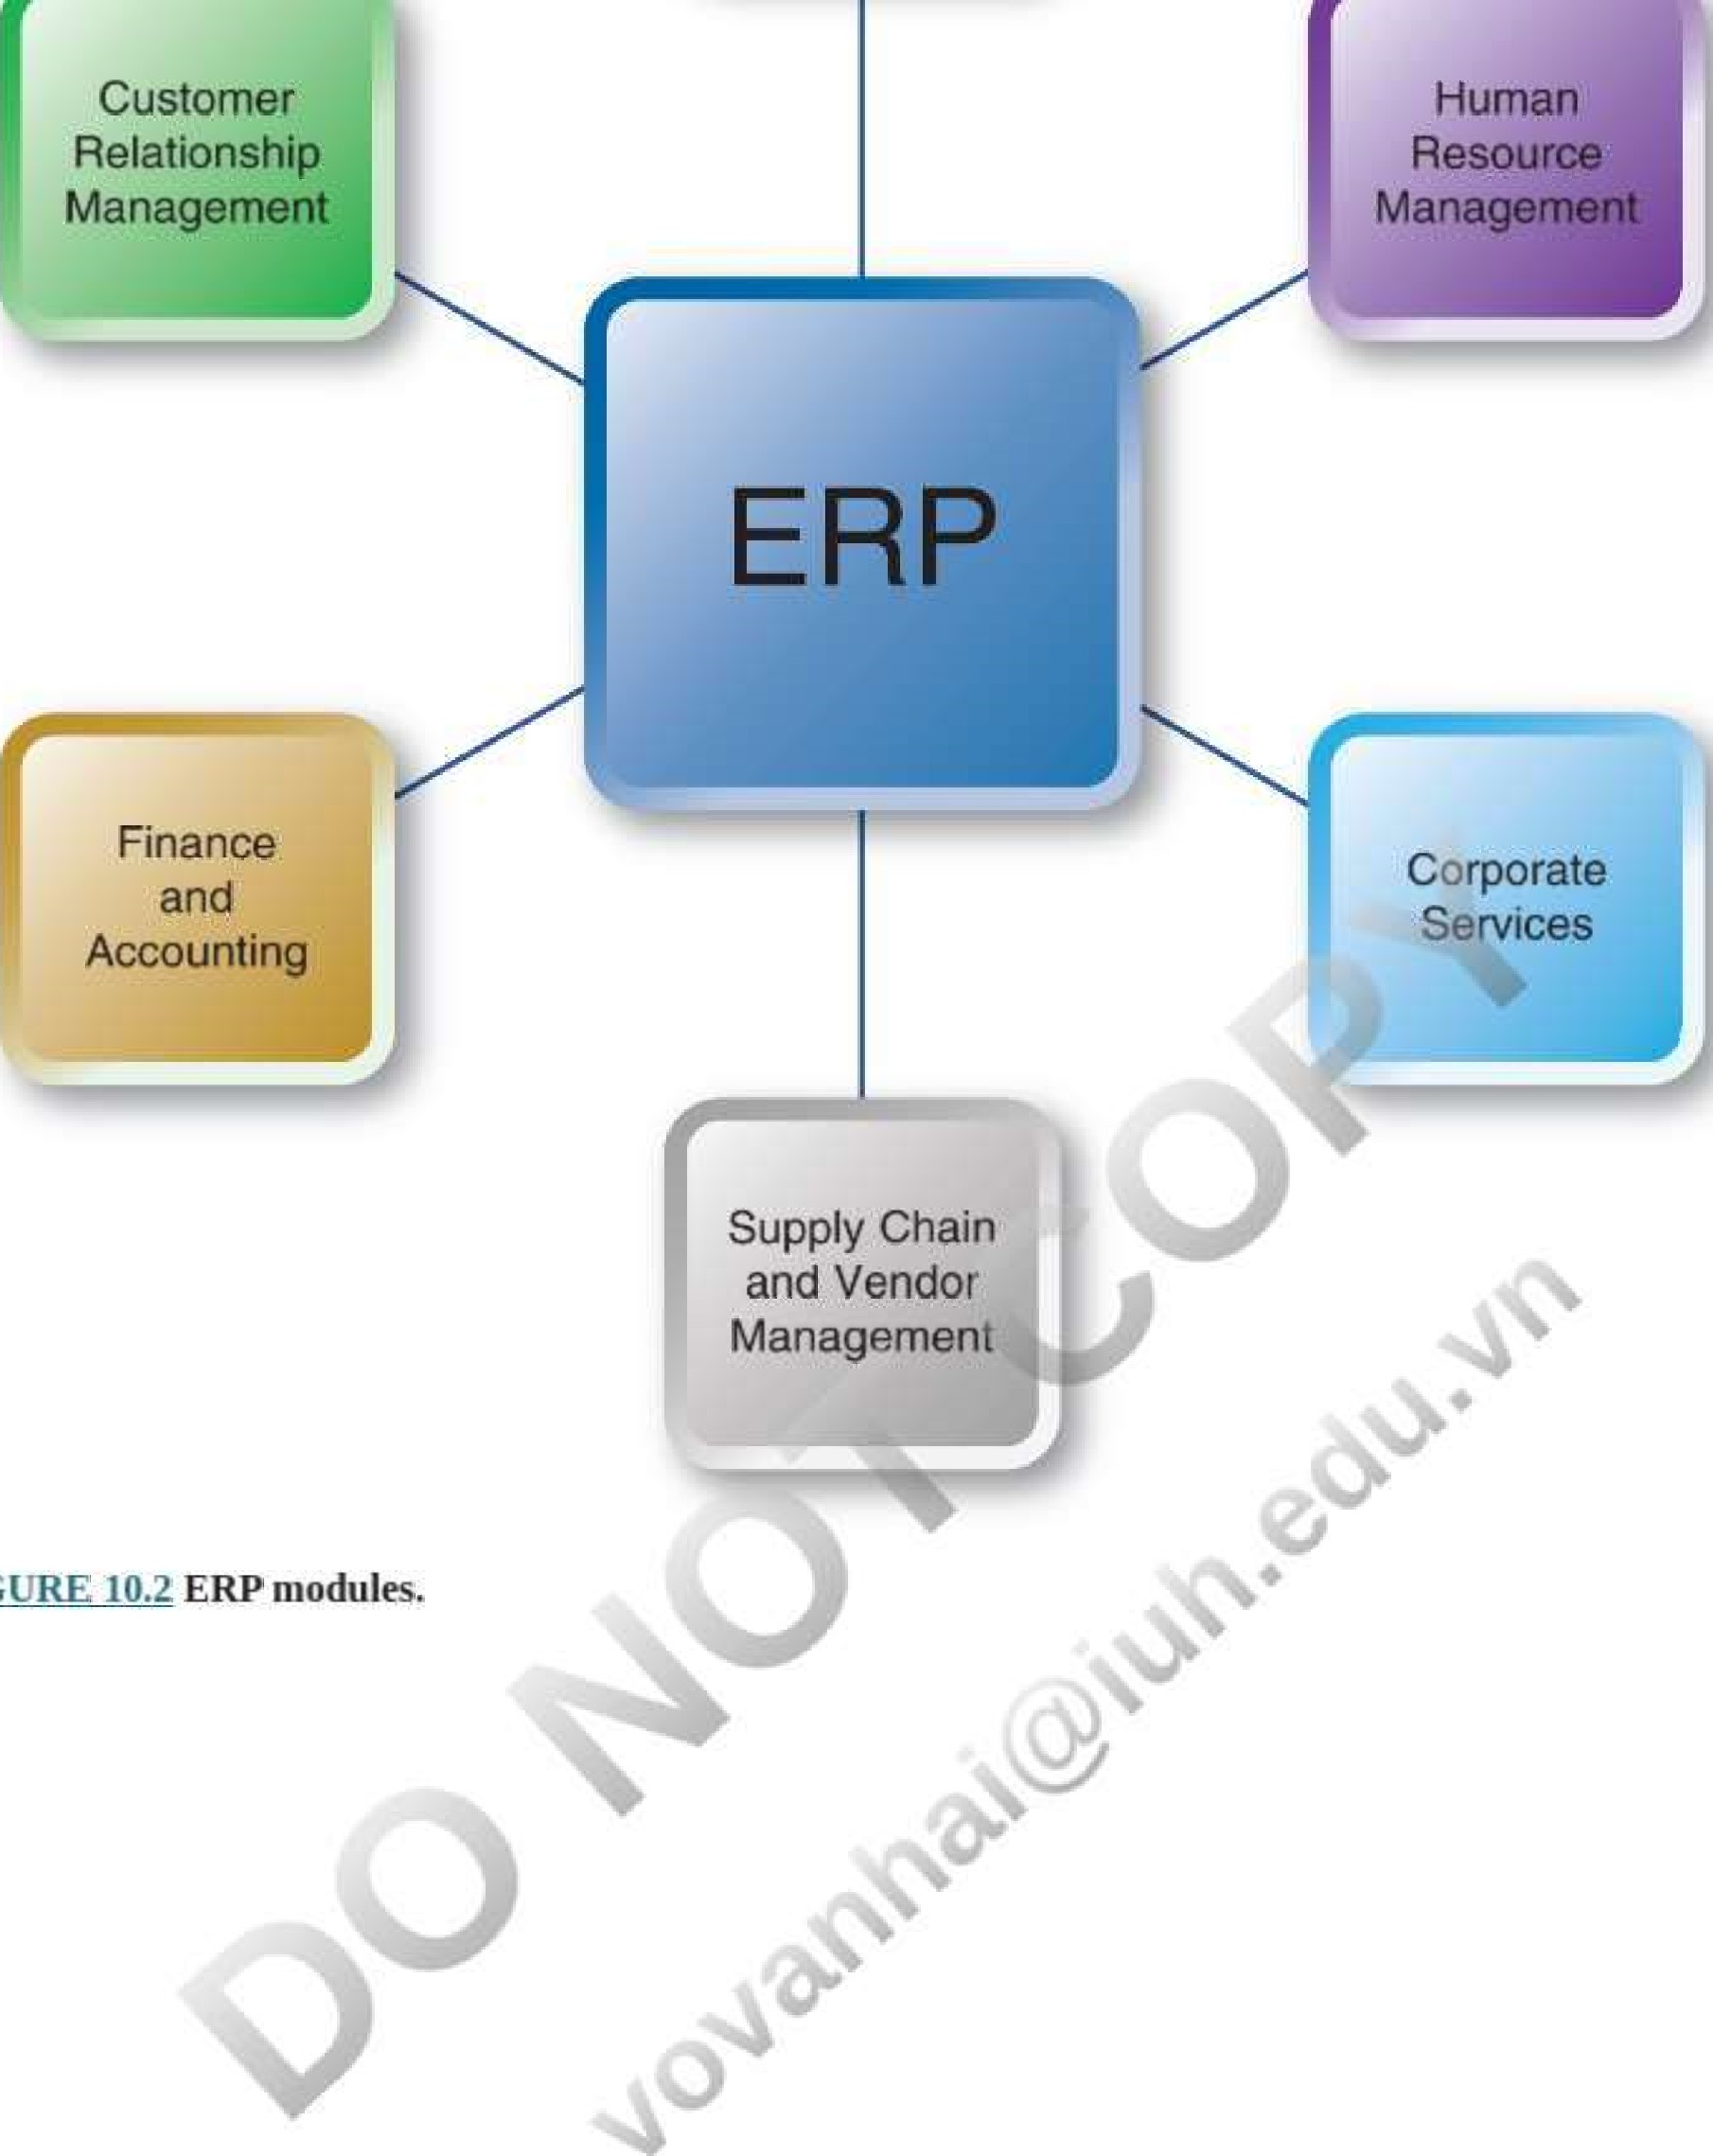 Customer
Relationship
Management
Human
Resource
Management
ERP
Finance
and
Accounting
Corporate
Services
Supply Chain
and Vendor
Management
GURE 10.2 ERP modules.
DO NOT COPY
vovanhai@iuh.edu.vn